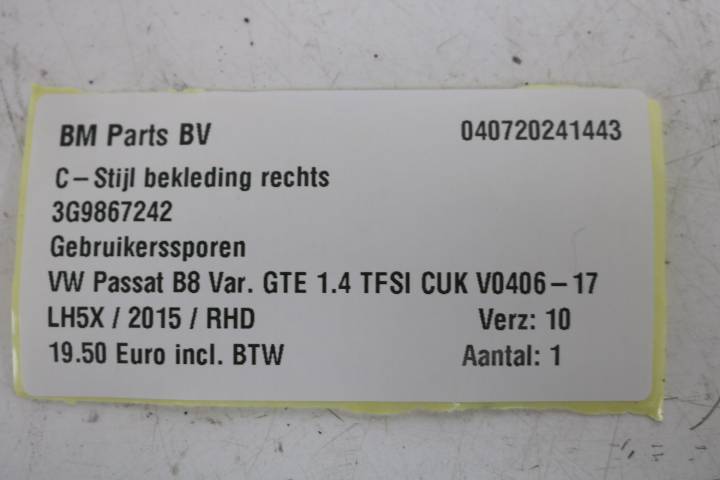 BM Parts BV 040720241443
C-Stijl bekleding rechts
3G9867242
Gebruikerssporen
VW Passat B8 Var. GTE 1.4 TFSI CUK V0406-17
LH5X / 2015 / RHD Verz: 10
19.50 Euro incl. BTW Aantal: 1